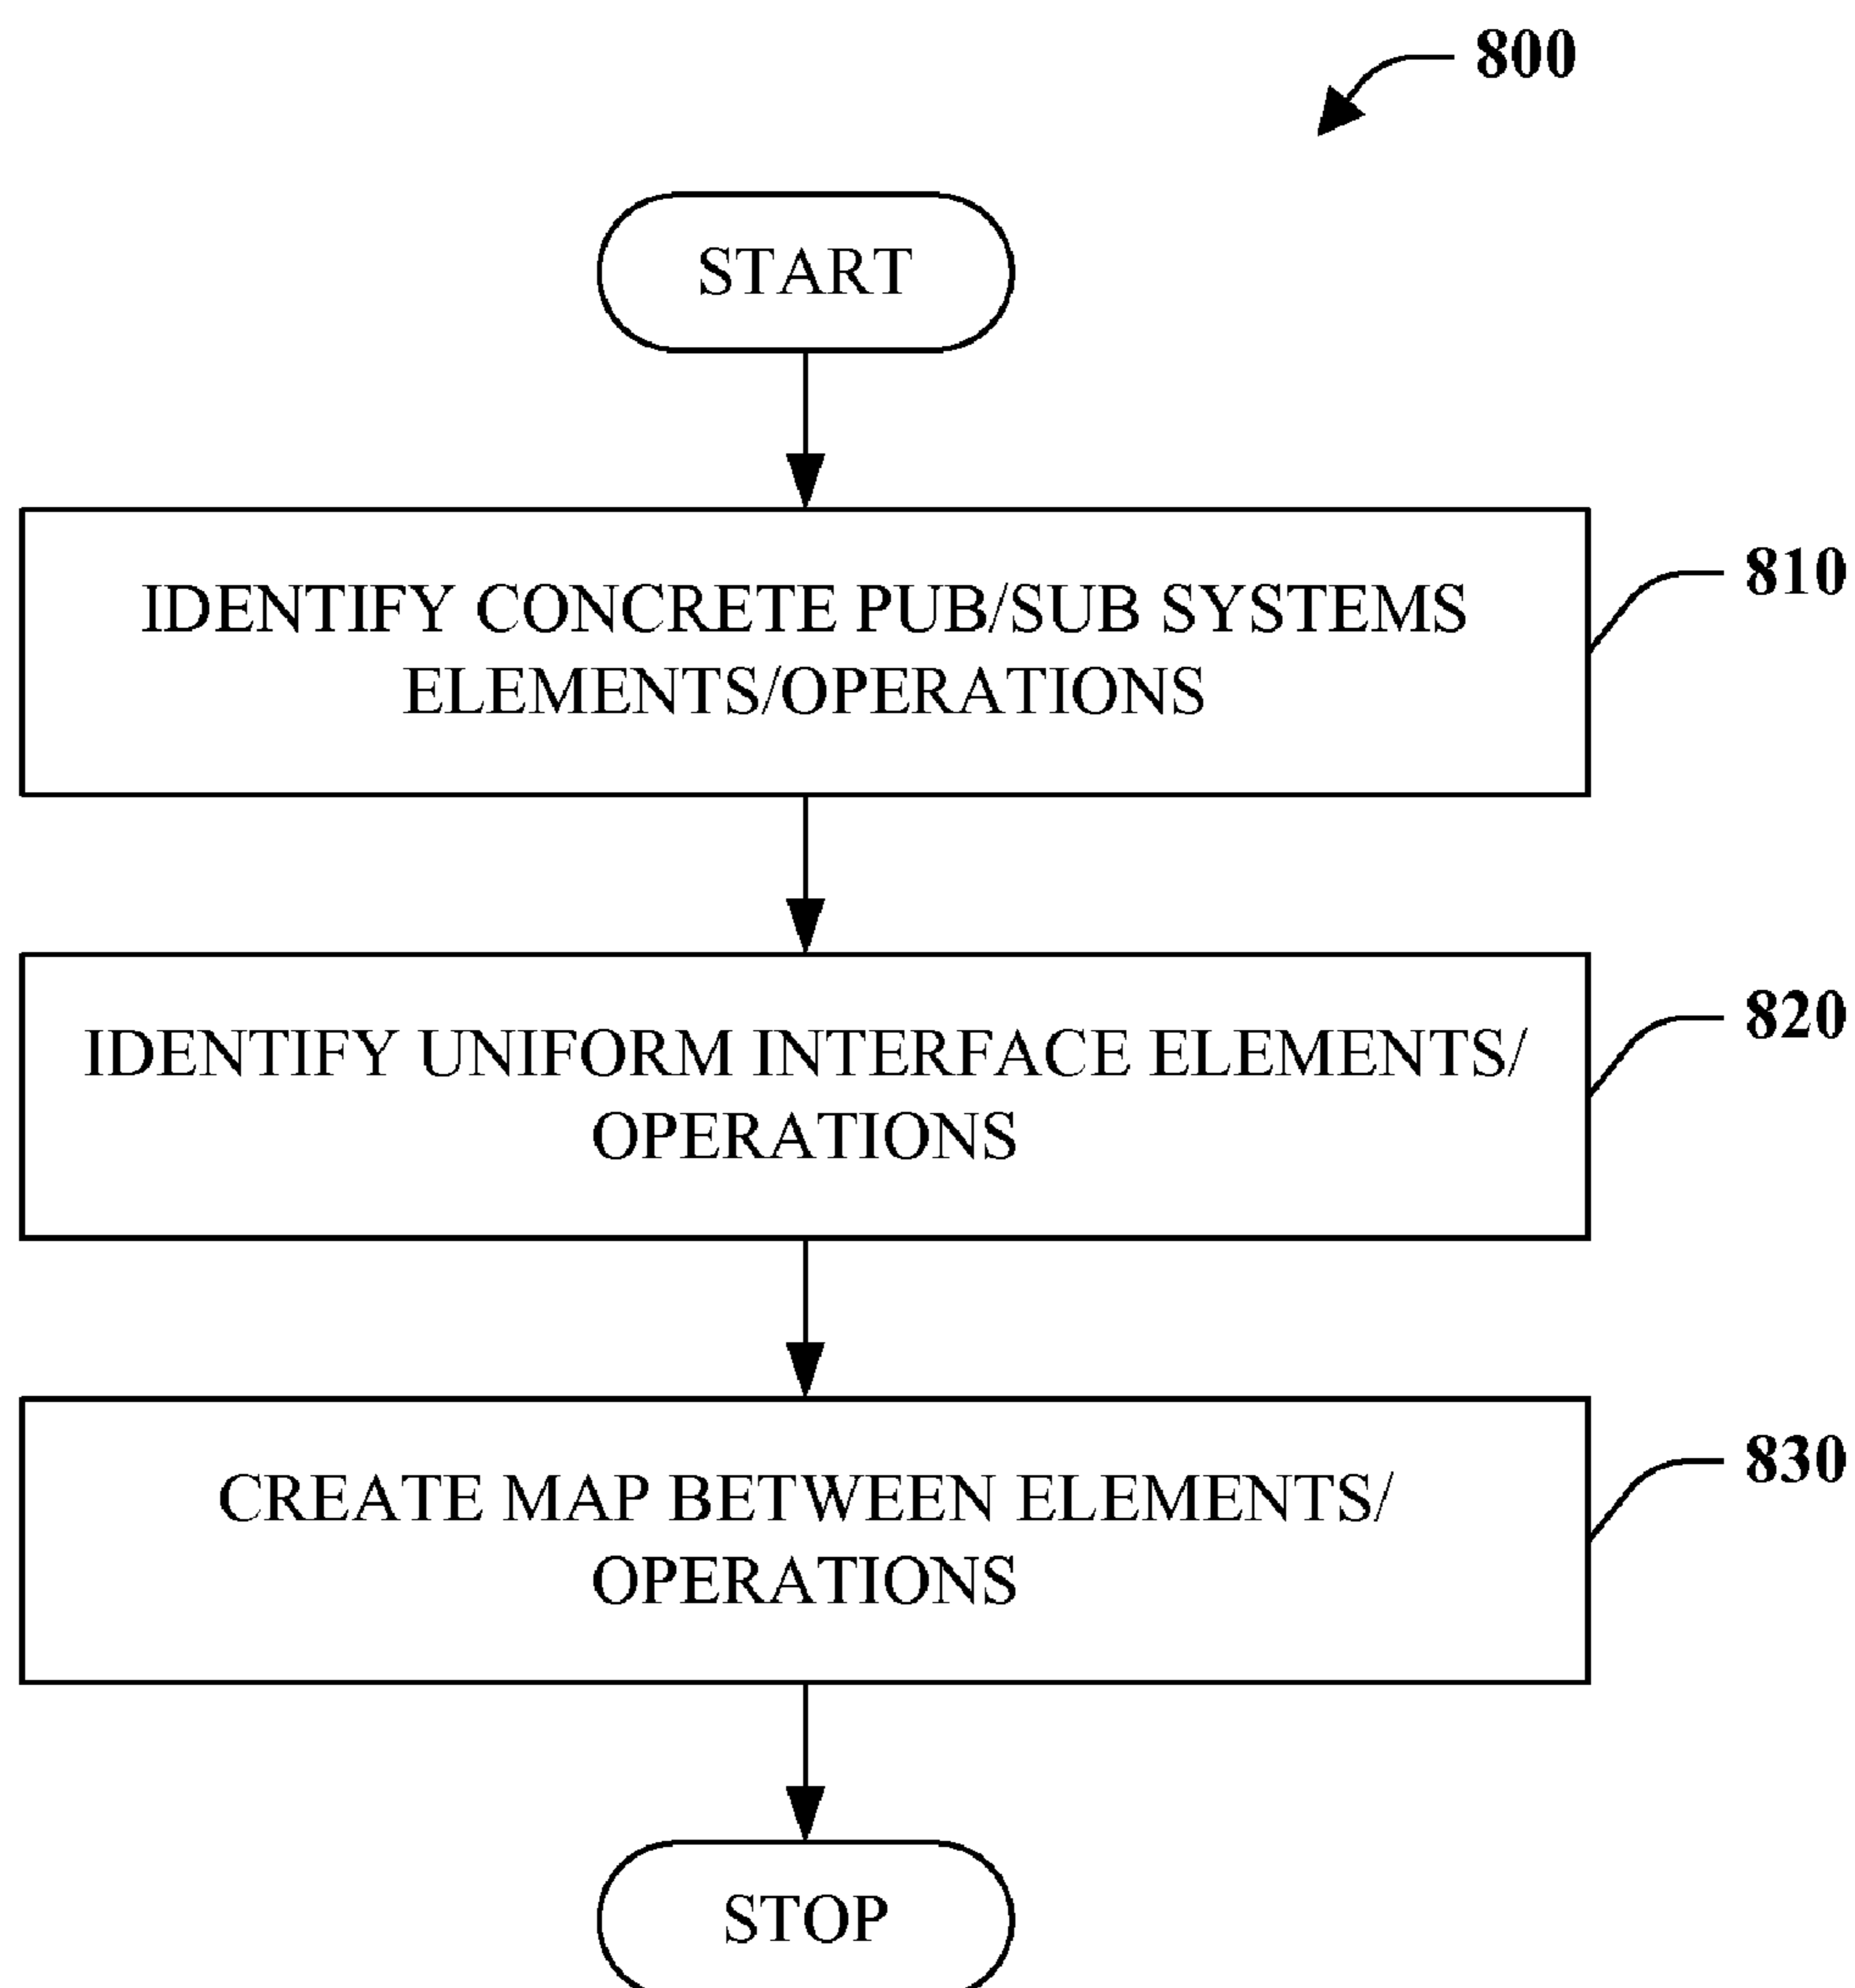 800
START
IDENTIFY CONCRETE PUB/SUB SYSTEMS
ELEMENTS/OPERATIONS
810
IDENTIFY UNIFORM INTERFACE ELEMENTS/
OPERATIONS
820
CREATE MAP BETWEEN ELEMENTS/
OPERATIONS
830
STOP